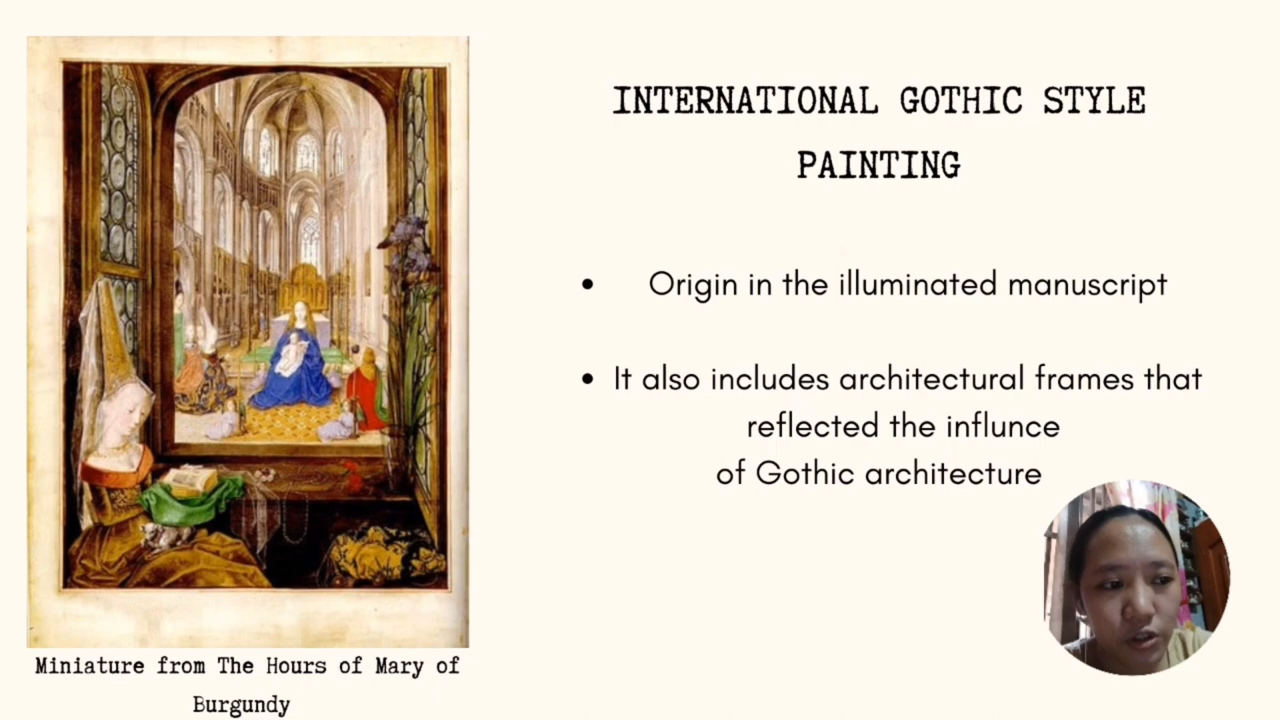 INTERNATIONAL GOTHIC STYLE
PAINTING
• Origin in the illuminated manuscript
• It also includes architectural frames that
reflected the influnce
of Gothic architecture
Miniature from The Hours of Mary of
Burgundy